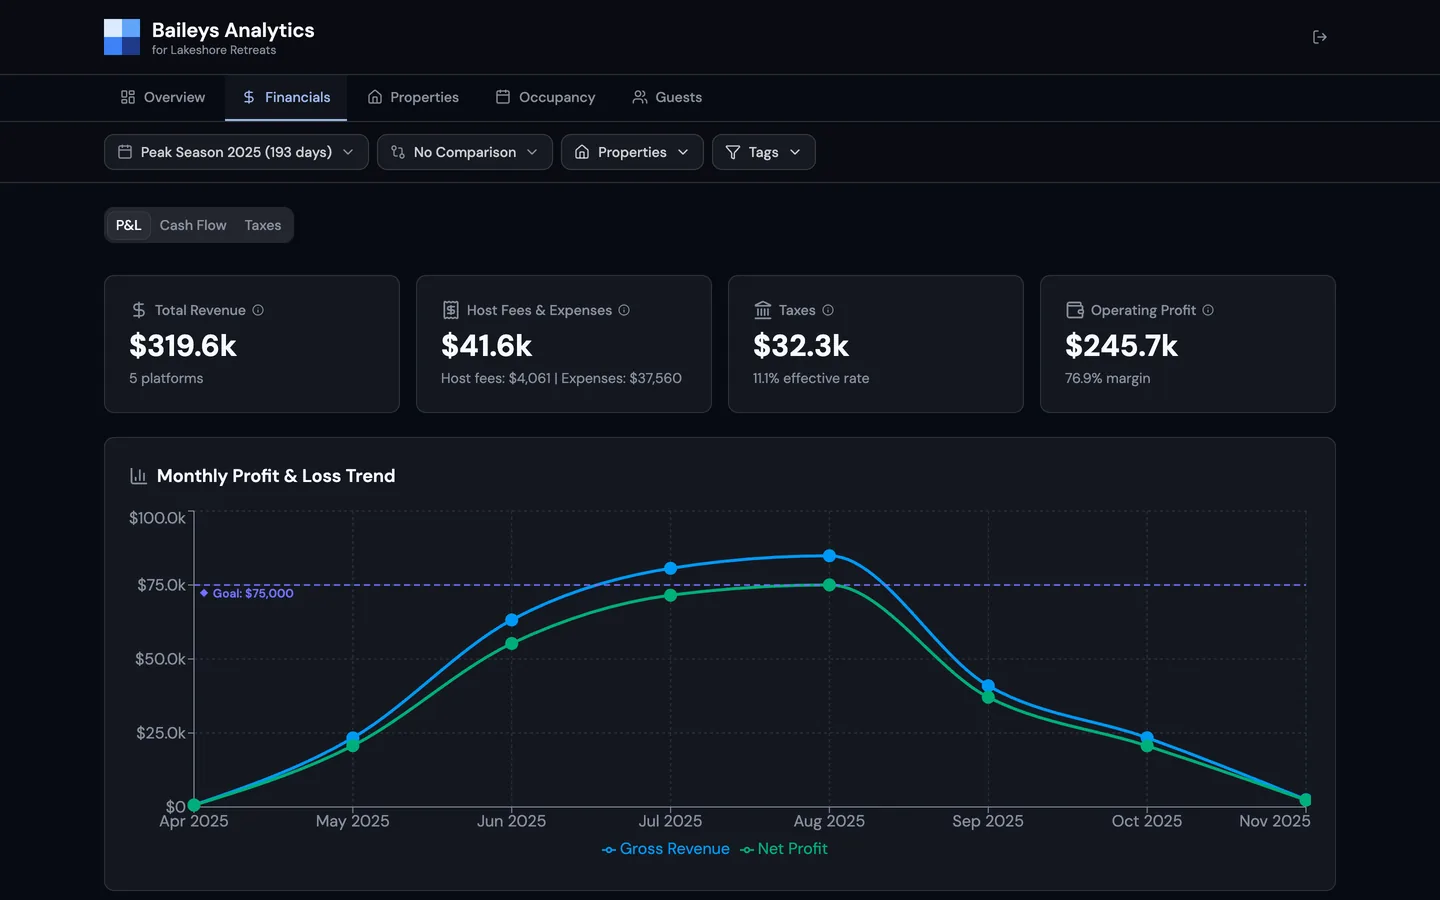 Baileys Analytics
for Lakeshore Retreats
Overview
Financials
Properties
Occupancy
Guests
Peak Season 2025 (193 days)
No Comparison
Properties
Tags
P&L
Cash Flow
Taxes
Total Revenue
$319.6k
5 platforms
Host Fees & Expenses
$41.6k
Host fees: $4,061 | Expenses: $37,560
Taxes
$32.3k
11.1% effective rate
Operating Profit
$245.7k
76.9% margin
Monthly Profit & Loss Trend
$100.0k
$75.0k
Goal: $75,000
$50.0k
$25.0k
$0
Apr 2025
May 2025
Jun 2025
Jul 2025
Aug 2025
Sep 2025
Oct 2025
Nov 2025
Gross Revenue
Net Profit